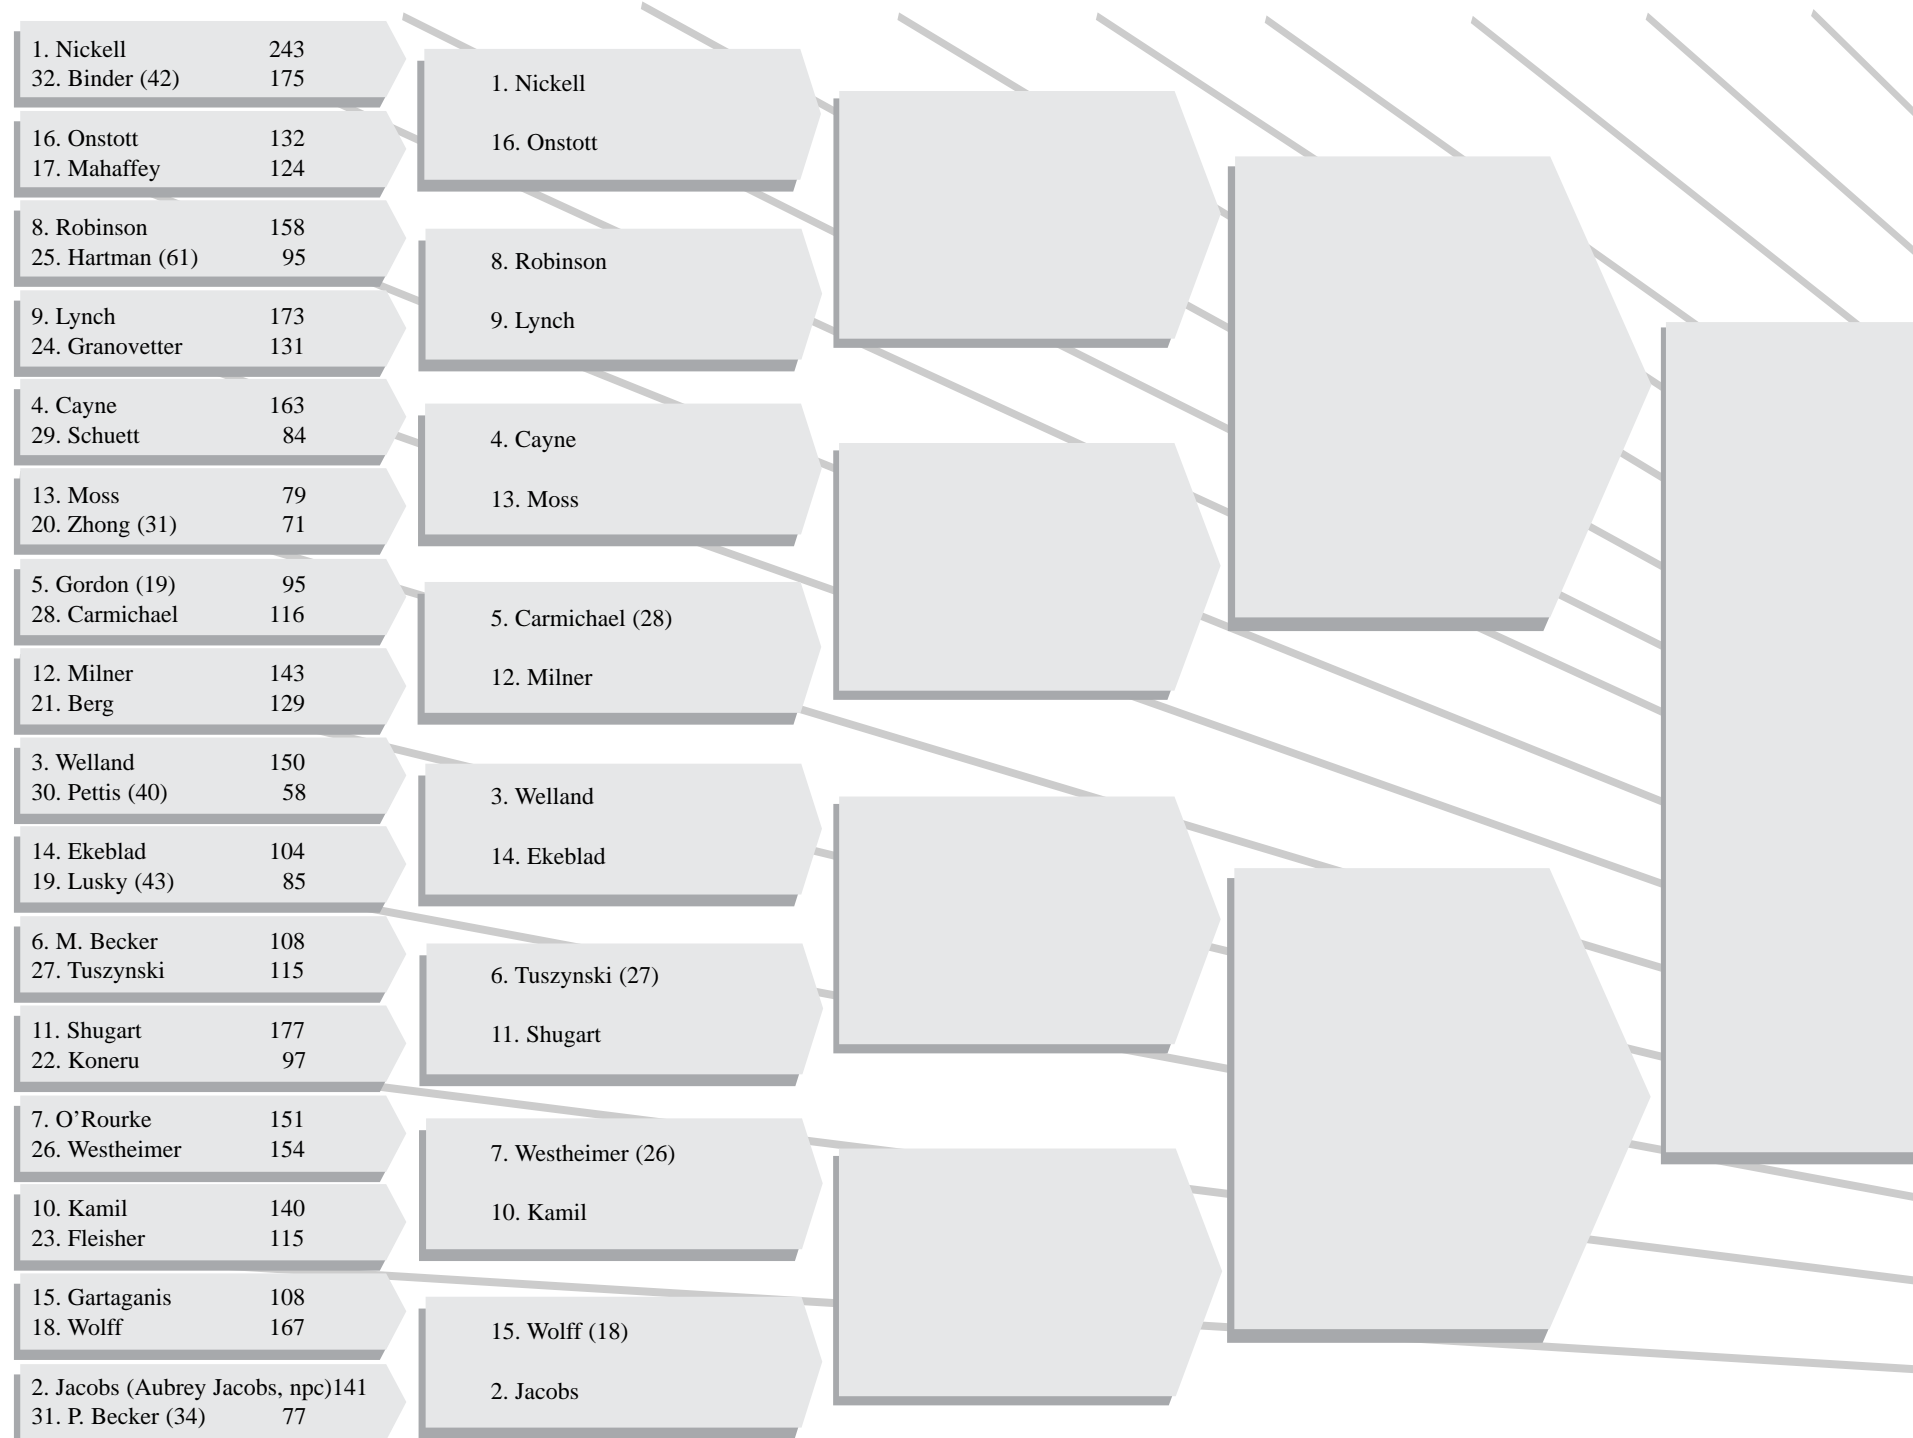 1. Nickell 243
32. Binder (42) 175
16. Onstott 132
17. Mahaffey 124
8. Robinson 158
25. Hartman (61) 95
9. Lynch 173
24. Granovetter 131
4. Cayne 163
29. Schuett 84
13. Moss 79
20. Zhong (31) 71
5. Gordon (19) 95
28. Carmichael 116
12. Milner 143
21. Berg 129
3. Welland 150
30. Pettis (40) 58
14. Ekeblad 104
19. Lusky (43) 85
6. M. Becker 108
27. Tuszynski 115
11. Shugart 177
22. Koneru 97
7. O’Rourke 151
26. Westheimer 154
10. Kamil 140
23. Fleisher 115
15. Gartaganis 108
18. Wolff 167
2. Jacobs (Aubrey Jacobs, npc)141
31. P. Becker (34) 77
1. Nickell
16. Onstott
8. Robinson
9. Lynch
4. Cayne
13. Moss
5. Carmichael (28)
12. Milner
3. Welland
14. Ekeblad
6. Tuszynski (27)
11. Shugart
7. Westheimer (26)
10. Kamil
15. Wolff (18)
2. Jacobs